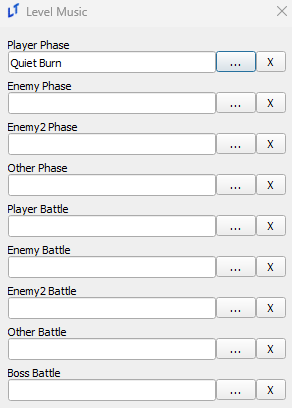 LT Level Music
Player Phase
Quiet Burn ... X
Enemy Phase
... X
Enemy2 Phase
... X
Other Phase
... X
Player Battle
... X
Enemy Battle
... X
Enemy2 Battle
... X
Other Battle
... X
Boss Battle
... X